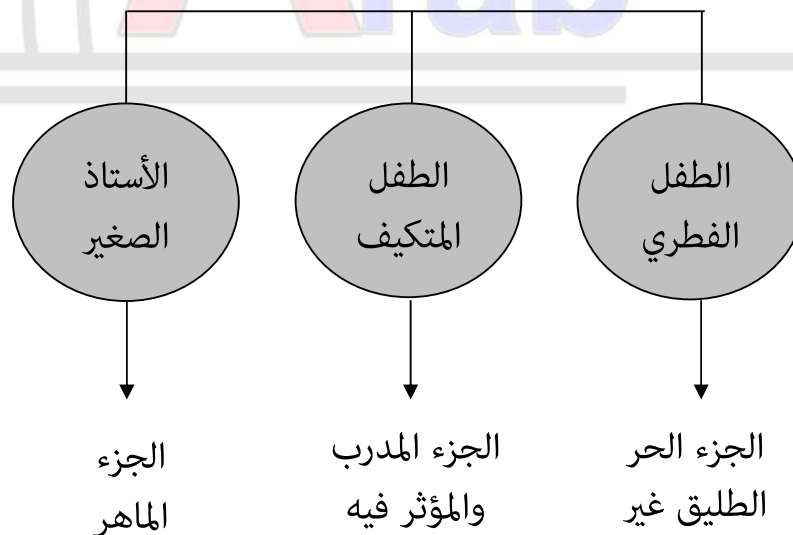 الطفل
الفطري
الطفل
المتكيف
الأستاذ
الصغير
الجزء الحر
الطليق غير
الجزء المدرب
والمؤثر فيه
الجزء
الماهر